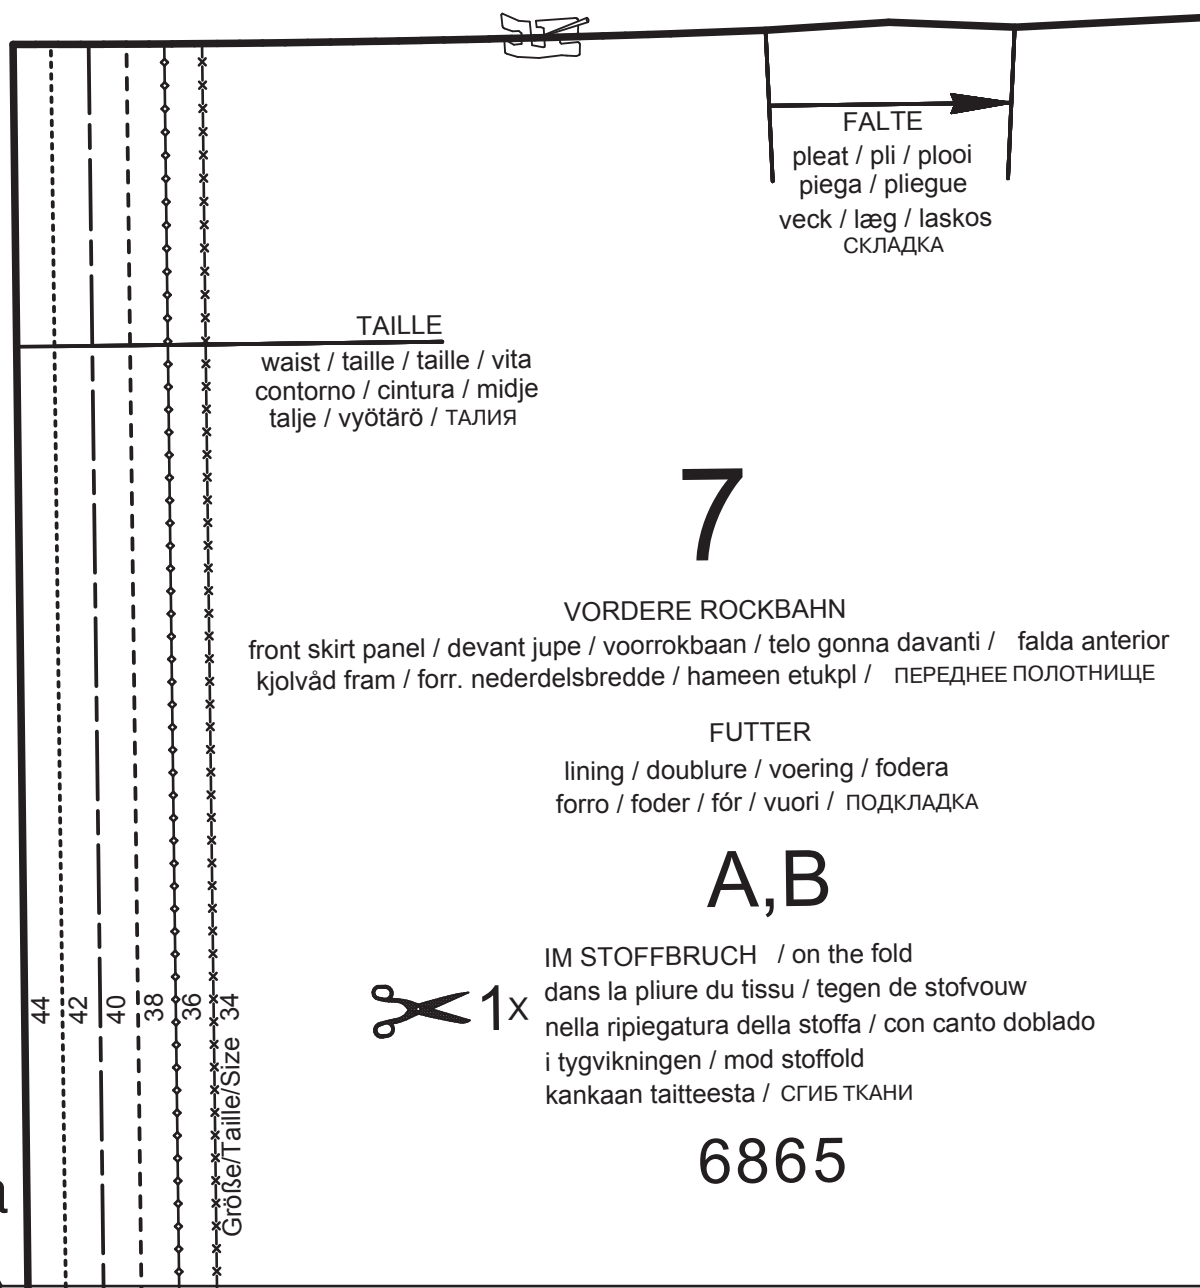 FALTE
pleat / pli / plooi
piega / pliegue
veck / læg / laskos
СКЛАДКА
TAILLE
waist / taille / taille / vita
contorno / cintura / midje
talje / vyötärö / ТАЛИЯ
7
VORDERE ROCKBAHN
front skirt panel / devant jupe / voorrokbaan / telo gonna davanti / falda anterior
kjolvåd fram / forr. nederdelsbredde / hameen etukpl / ПЕРЕДНЕЕ ПОЛОТНИЩЕ
FUTTER
lining / doublure / voering / fodera
forro / foder / fór / vuori / ПОДКЛАДКА
A,B
1x
IM STOFFBRUCH / on the fold
dans la pliure du tissu / tegen de stofvouw
nella ripiegatura della stoffa / con canto doblado
i tygvikningen / mod stoffold
kankaan taitteesta / СГИБ ТКАНИ
6865
44
42
40
38
36
Größe/Taille/Size 34